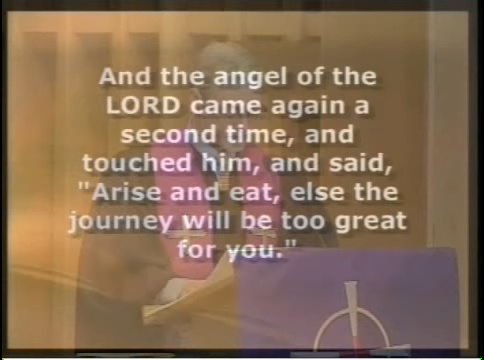 And the angel of the
LORD came again a
second time, and
touched him, and said,
"Arise and eat, else the
journey will be too great
for you."